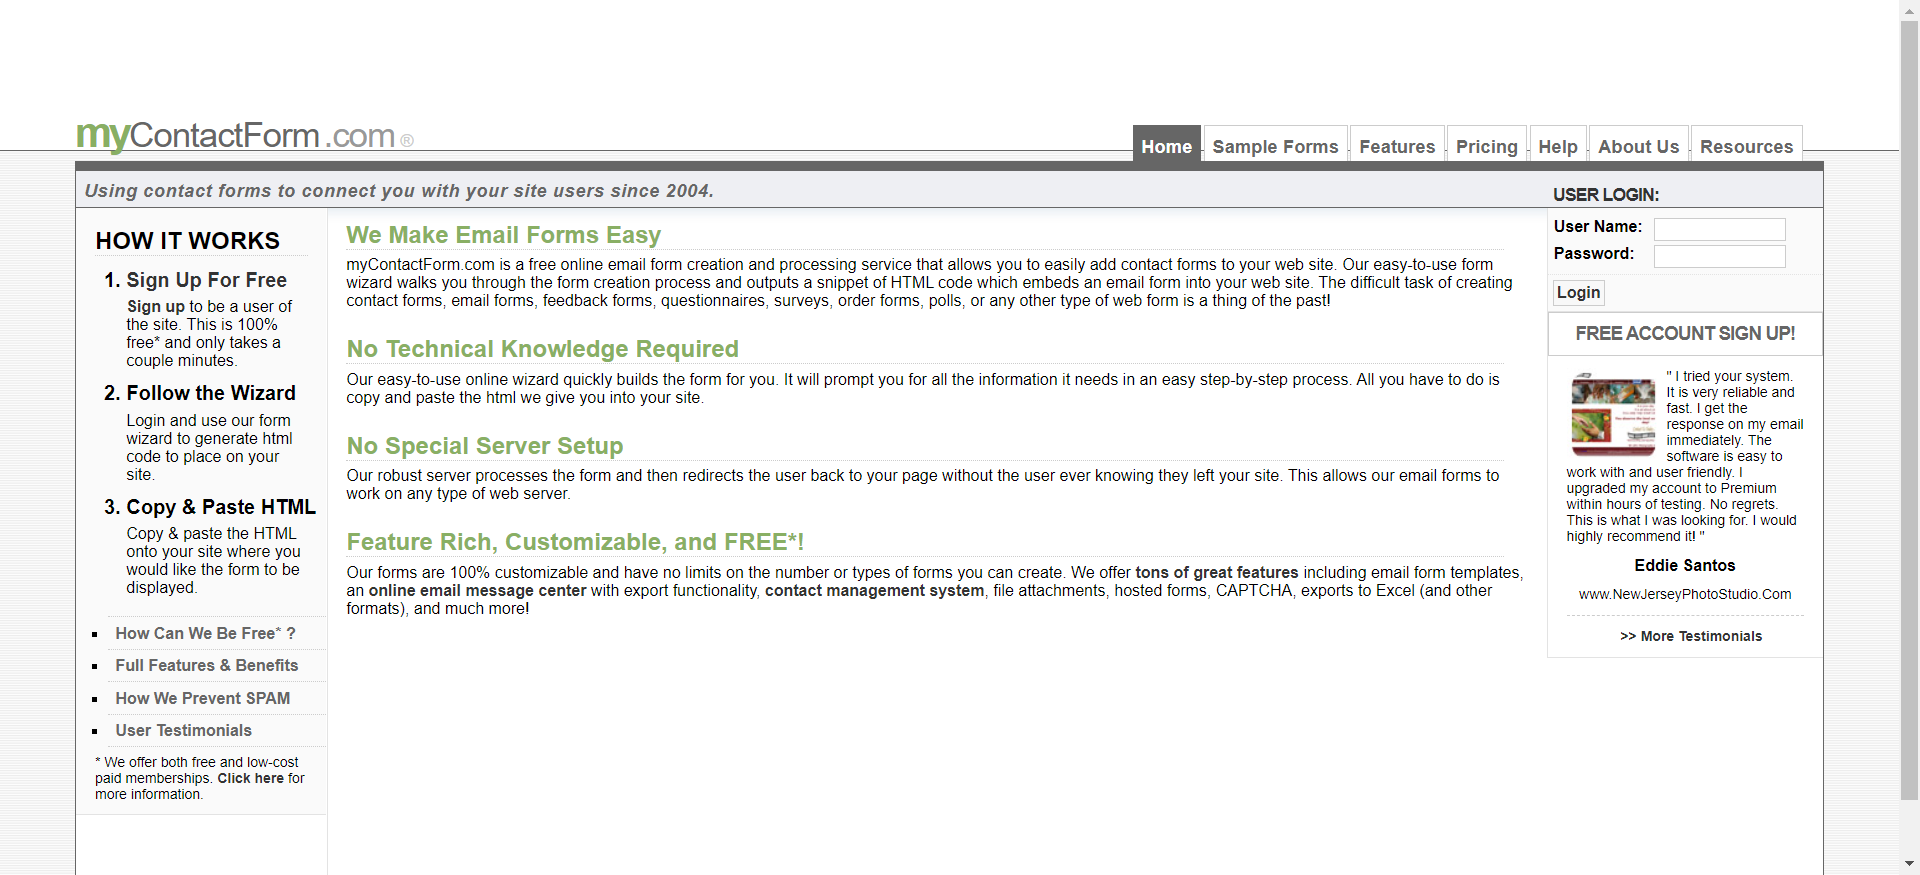 myContactForm.com ®
Home
Sample Forms
Features
Pricing
Help
About Us
Resources
Using contact forms to connect you with your site users since 2004.
HOW IT WORKS
1. Sign Up For Free
Sign up to be a user of
the site. This is 100%
free* and only takes a
couple minutes.
2. Follow the Wizard
Login and use our form
wizard to generate html
code to place on your
site.
3. Copy & Paste HTML
Copy & paste the HTML
onto your site where you
would like the form to be
displayed.
How Can We Be Free* ?
Full Features & Benefits
How We Prevent SPAM
User Testimonials
* We offer both free and low-cost
paid memberships. Click here for
more information.
We Make Email Forms Easy
myContactForm.com is a free online email form creation and processing service that allows you to easily add contact forms to your web site. Our easy-to-use form
wizard walks you through the form creation process and outputs a snippet of HTML code which embeds an email form into your web site. The difficult task of creating
contact forms, email forms, feedback forms, questionnaires, surveys, order forms, polls, or any other type of web form is a thing of the past!
No Technical Knowledge Required
Our easy-to-use online wizard quickly builds the form for you. It will prompt you for all the information it needs in an easy step-by-step process. All you have to do is
copy and paste the html we give you into your site.
No Special Server Setup
Our robust server processes the form and then redirects the user back to your page without the user ever knowing they left your site. This allows our email forms to
work on any type of web server.
Feature Rich, Customizable, and FREE*!
Our forms are 100% customizable and have no limits on the number or types of forms you can create. We offer tons of great features including email form templates,
an online email message center with export functionality, contact management system, file attachments, hosted forms, CAPTCHA, exports to Excel (and other
formats), and much more!
USER LOGIN:
User Name:
Password:
Login
FREE ACCOUNT SIGN UP!
" I tried your system.
It is very reliable and
fast. I get the
response on my email
immediately. The
software is easy to
work with and user friendly. I
upgraded my account to Premium
within hours of testing. No regrets.
This is what I was looking for. I would
highly recommend it! "
Eddie Santos
www.NewJerseyPhotoStudio.Com
>> More Testimonials